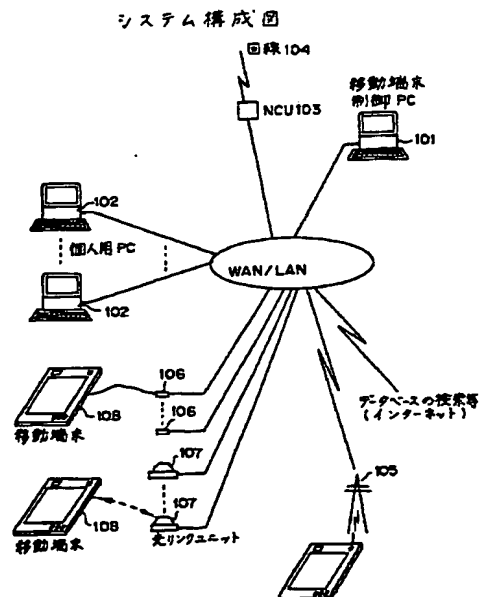 システム構成図
回線104
NCU103
移動端末
制御PC
101
102
個人用PC
102
WAN/LAN
106
106
108
移動端末
107
107
108
移動端末
光リンクユニット
データベースの検索等
(インターネット)
105